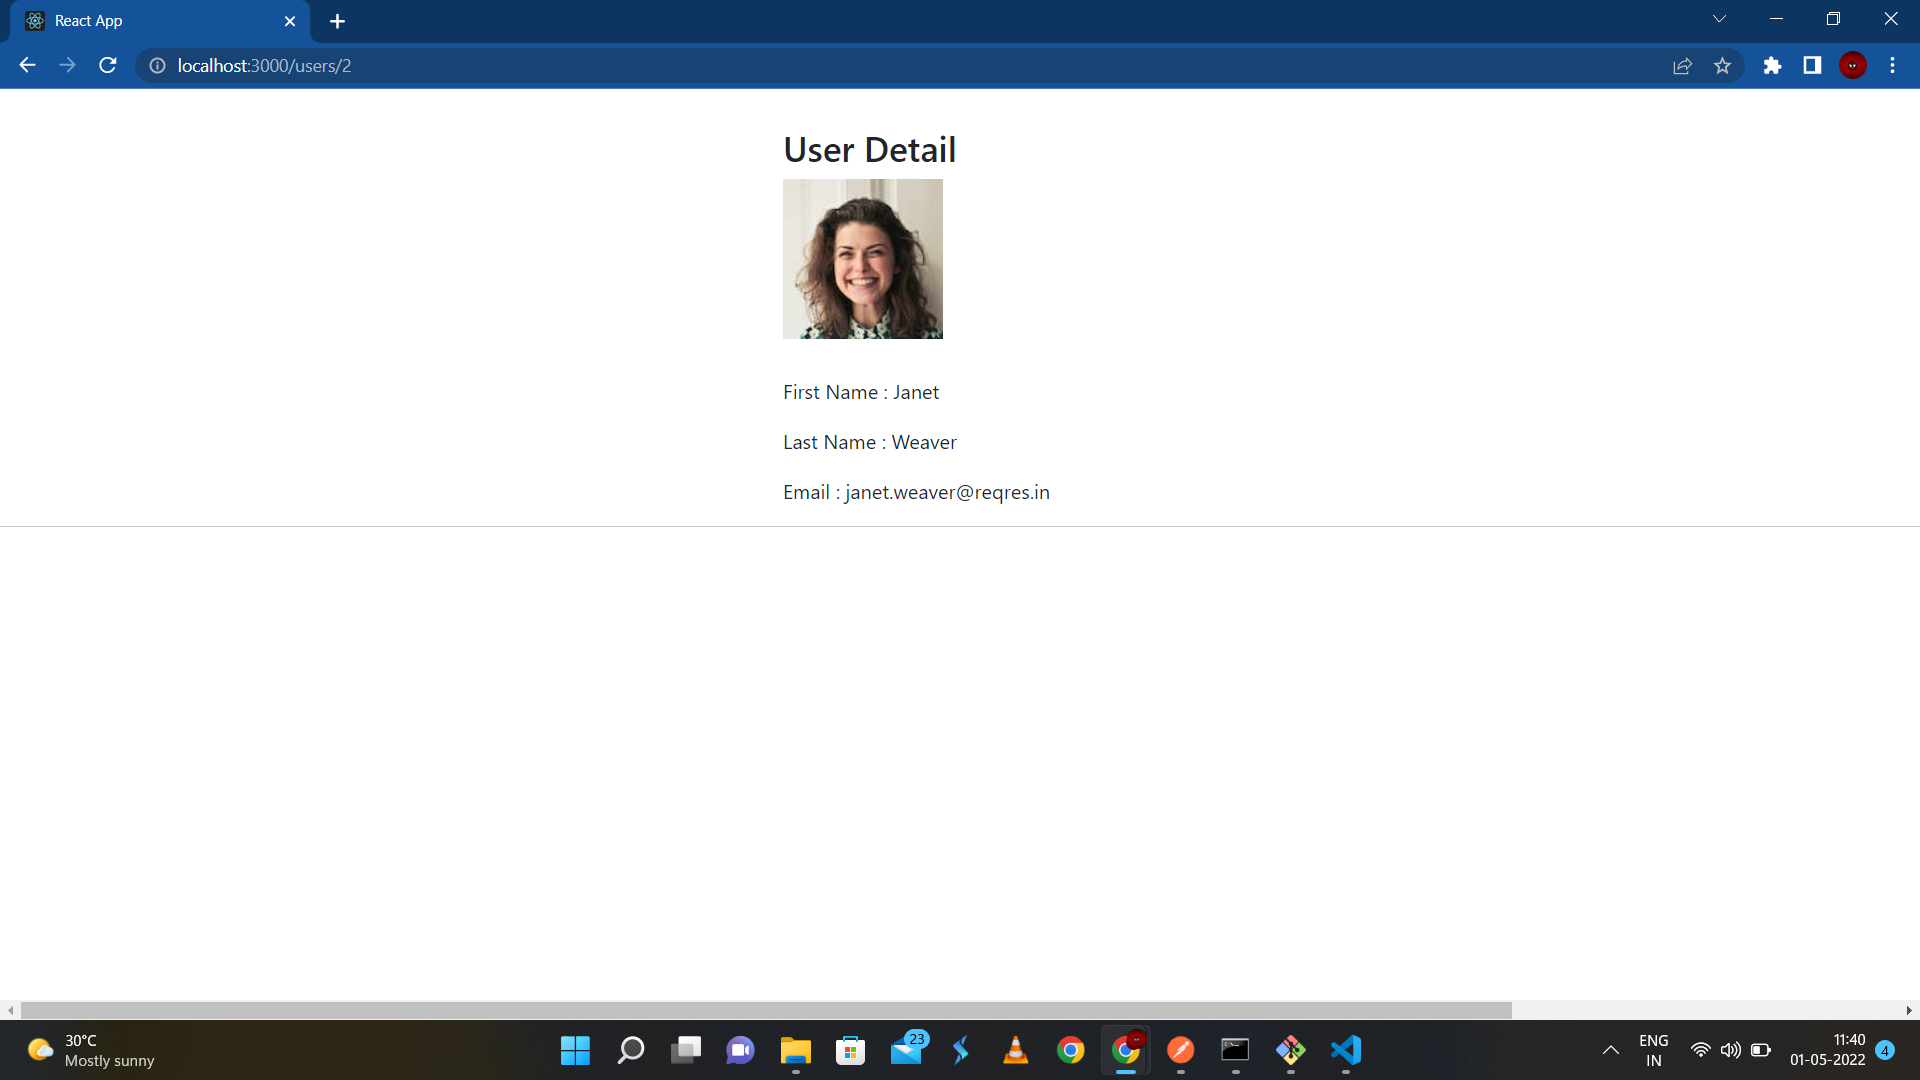 React App
localhost:3000/users/2
User Detail
First Name : Janet
Last Name : Weaver
Email : janet.weaver@reqres.in
30°C
Mostly sunny
23
ENG
IN
11:40
01-05-2022
4